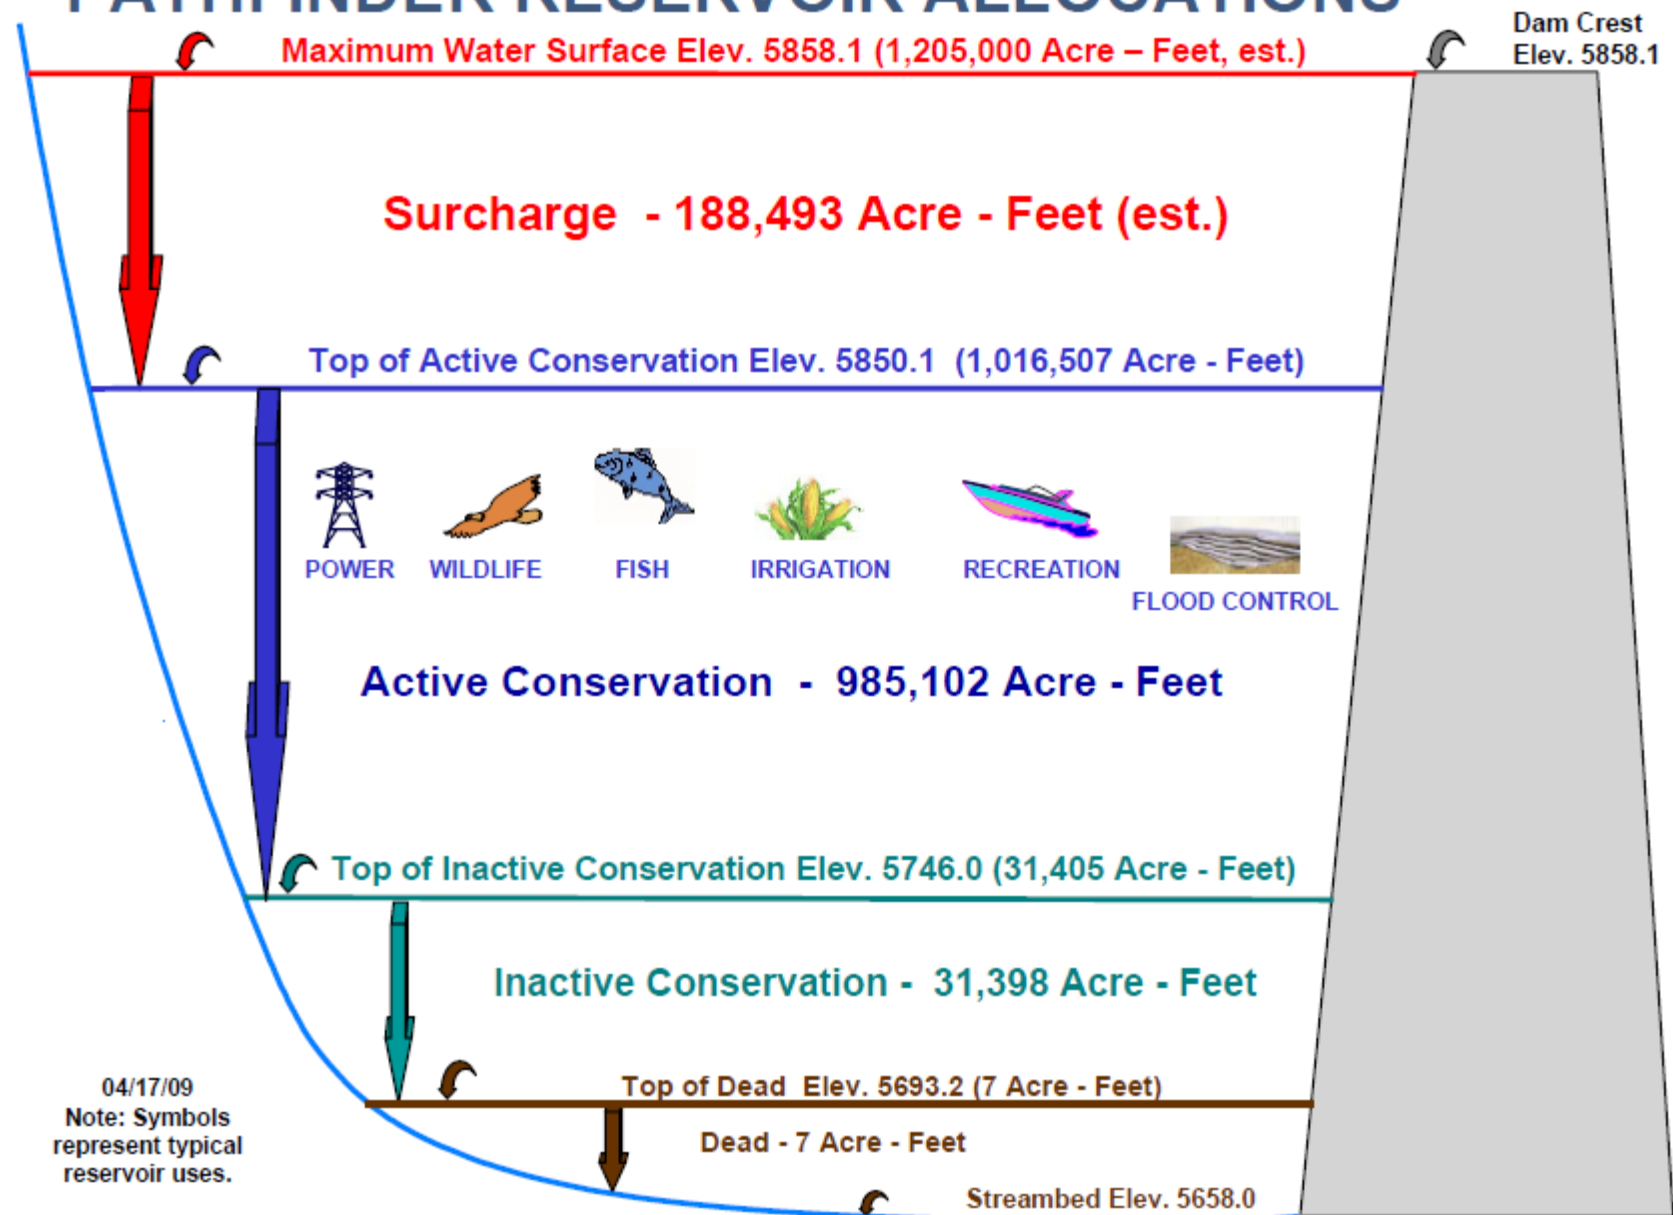 PATHFINDER RESERVOIR ALLOCATIONS
Dam Crest
Elev. 5858.1
Maximum Water Surface Elev. 5858.1 (1,205,000 Acre – Feet, est.)
Surcharge - 188,493 Acre - Feet (est.)
Top of Active Conservation Elev. 5850.1 (1,016,507 Acre - Feet)
POWER WILDLIFE FISH IRRIGATION RECREATION
FLOOD CONTROL
Active Conservation - 985,102 Acre - Feet
Top of Inactive Conservation Elev. 5746.0 (31,405 Acre - Feet)
Inactive Conservation - 31,398 Acre - Feet
Top of Dead Elev. 5693.2 (7 Acre - Feet)
Dead - 7 Acre - Feet
Streambed Elev. 5658.0
04/17/09
Note: Symbols
represent typical
reservoir uses.